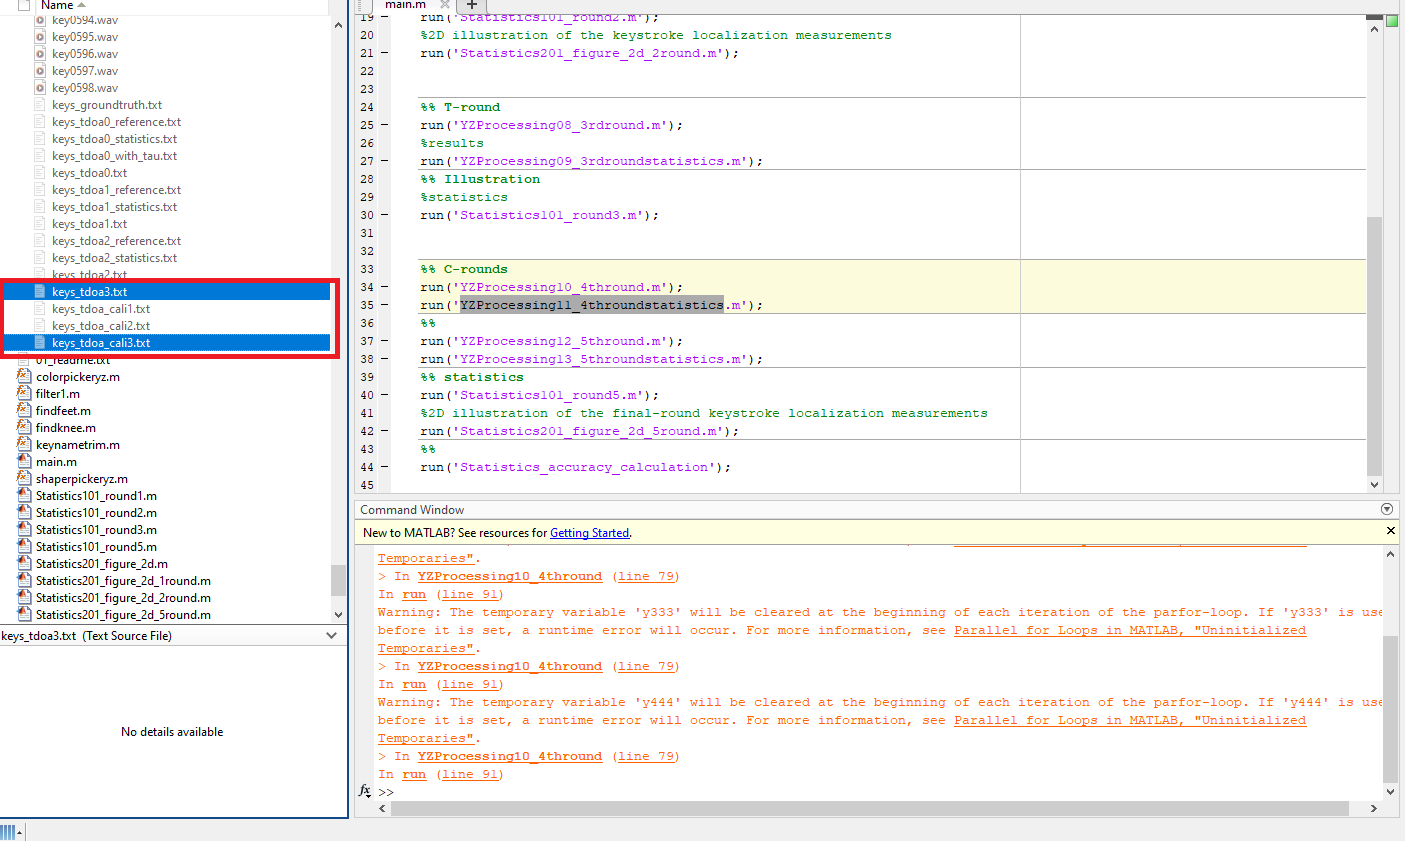 Name
key0594.wav
key0595.wav
key0596.wav
key0597.wav
key0598.wav
keys_groundtruth.txt
keys_tdoa0_reference.txt
keys_tdoa0_statistics.txt
keys_tdoa0_with_tau.txt
keys_tdoa0.txt
keys_tdoa1_reference.txt
keys_tdoa1_statistics.txt
keys_tdoa1.txt
keys_tdoa2_reference.txt
keys_tdoa2_statistics.txt
keys_tdoa2.txt
keys_tdoa3.txt
keys_tdoa_cali1.txt
keys_tdoa_cali2.txt
keys_tdoa_cali3.txt
01_readme.txt
colorpickeryz.m
filter1.m
findfeet.m
findknee.m
keynametrim.m
main.m
shaperpickeryz.m
Statistics101_round1.m
Statistics101_round2.m
Statistics101_round3.m
Statistics101_round5.m
Statistics201_figure_2d.m
Statistics201_figure_2d_1round.m
Statistics201_figure_2d_2round.m
Statistics201_figure_2d_5round.m
keys_tdoa3.txt (Text Source File)
No details available
main.m
19 – run('Statistics101_round2.m');
20 %2D illustration of the keystroke localization measurements
21 – run('Statistics201_figure_2d_2round.m');
22
23
24 %% T-round
25 – run('YZProcessing08_3rdround.m');
26 %results
27 – run('YZProcessing09_3rdroundstatistics.m');
28 %% Illustration
29 %statistics
30 – run('Statistics101_round3.m');
31
32
33 %% C-rounds
34 – run('YZProcessing10_4thround.m');
35 – run('YZProcessing11_4throundstatistics.m');
36 %%
37 – run('YZProcessing12_5thround.m');
38 – run('YZProcessing13_5throundstatistics.m');
39 %% statistics
40 – run('Statistics101_round5.m');
41 %2D illustration of the final-round keystroke localization measurements
42 – run('Statistics201_figure_2d_5round.m');
43 %%
44 – run('Statistics_accuracy_calculation');
45
Command Window
New to MATLAB? See resources for Getting Started.
Temporaries".
> In YZProcessing10_4thround (line 79)
In run (line 91)
Warning: The temporary variable 'y333' will be cleared at the beginning of each iteration of the parfor-loop. If 'y333' is use
before it is set, a runtime error will occur. For more information, see Parallel for Loops in MATLAB, "Uninitialized
Temporaries".
> In YZProcessing10_4thround (line 79)
In run (line 91)
Warning: The temporary variable 'y444' will be cleared at the beginning of each iteration of the parfor-loop. If 'y444' is use
before it is set, a runtime error will occur. For more information, see Parallel for Loops in MATLAB, "Uninitialized
Temporaries".
> In YZProcessing10_4thround (line 79)
In run (line 91)
fx >>